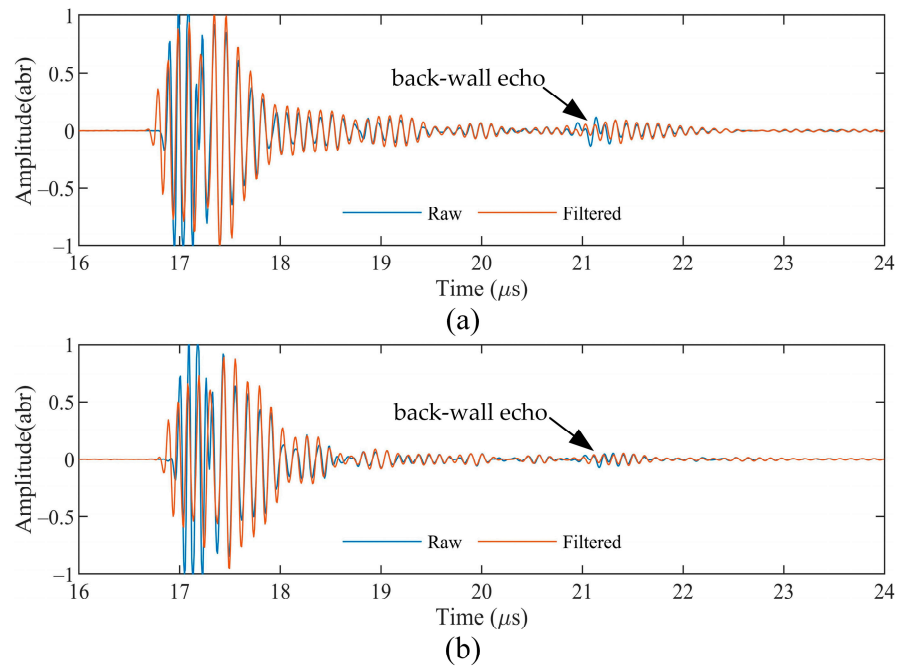 1
0.5
0
−0.5
−1
Amplitude(abr)
back-wall echo
Raw Filtered
16 17 18 19 20 21 22 23 24
Time (μs)
(a)
1
0.5
0
−0.5
−1
Amplitude(abr)
back-wall echo
Raw Filtered
16 17 18 19 20 21 22 23 24
Time (μs)
(b)